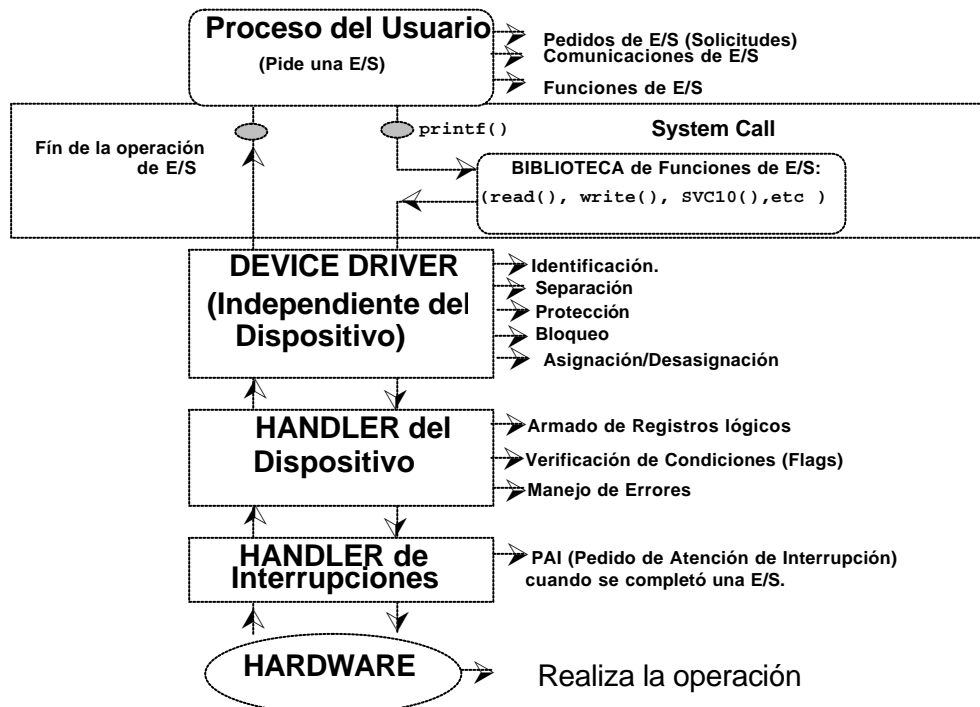 Proceso del Usuario
(Pide una E/S)
Pedidos de E/S (Solicitudes)
Comunicaciones de E/S
Funciones de E/S
printf()
System Call
Fín de la operación
de E/S
BIBLIOTECA de Funciones de E/S:
(read(), write(), SVC10(),etc )
DEVICE DRIVER
(Independiente del
Dispositivo)
Identificación.
Separación
Protección
Bloqueo
Asignación/Desasignación
HANDLER del
Dispositivo
Armado de Registros lógicos
Verificación de Condiciones (Flags)
Manejo de Errores
HANDLER de
Interrupciones
PAI (Pedido de Atención de Interrupción)
cuando se completó una E/S.
HARDWARE
Realiza la operación